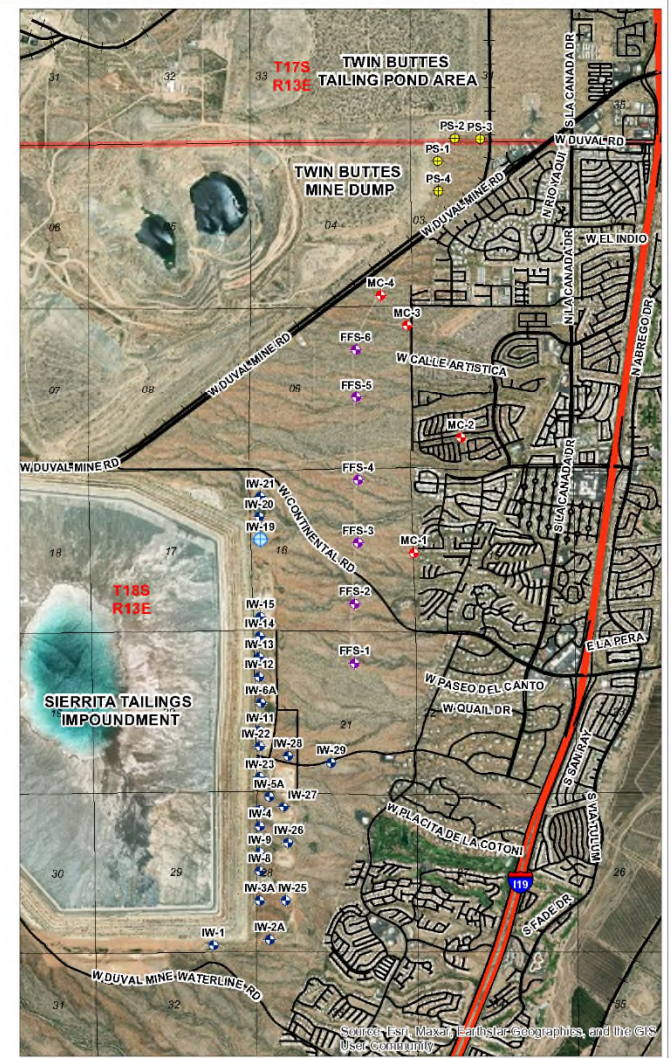 TWIN BUTTES
TAILING POND AREA
T17S
R13E
31
32
33
35
S LA CANADA DR
PS-2
PS-3
W DUVAL RD
PS-1
PS-4
TWIN BUTTES
MINE DUMP
N RIO YAQUI
W DUVAL MINE RD
06
04
03
W EL INDIO
N LA CANADA DR
N ABREGO DR
MC-4
MC-3
FFS-6
W CALLE ARTISTICA
W DUVAL MINE RD
07
08
09
FFS-5
MC-2
S LA CANADA DR
W DUVAL MINE RD
FFS-4
IW-21
IW-20
IW-19
W CONTINENTAL RD
FFS-3
MC-1
18
17
16
T18S
R13E
IW-15
FFS-2
IW-14
IW-13
IW-12
E LA PERA
FFS-1
SIERRITA TAILINGS
IMPOUNDMENT
IW-6A
W PASEO DEL CANTO
W QUAIL DR
IW-11
21
IW-22
IW-28
IW-29
IW-23
S SAN RAY
IW-5A
IW-27
S VIA TULUM
IW-4
W PLACITA DE LA COTONI
IW-26
IW-9
IW-8
30
29
28
26
I19
IW-3A
IW-25
S FADE DR
IW-1
IW-2A
W DUVAL MINE WATERLINE RD
31
32
33
35
Source: Esri, Maxar, Earthstar Geographics, and the GIS
User Community